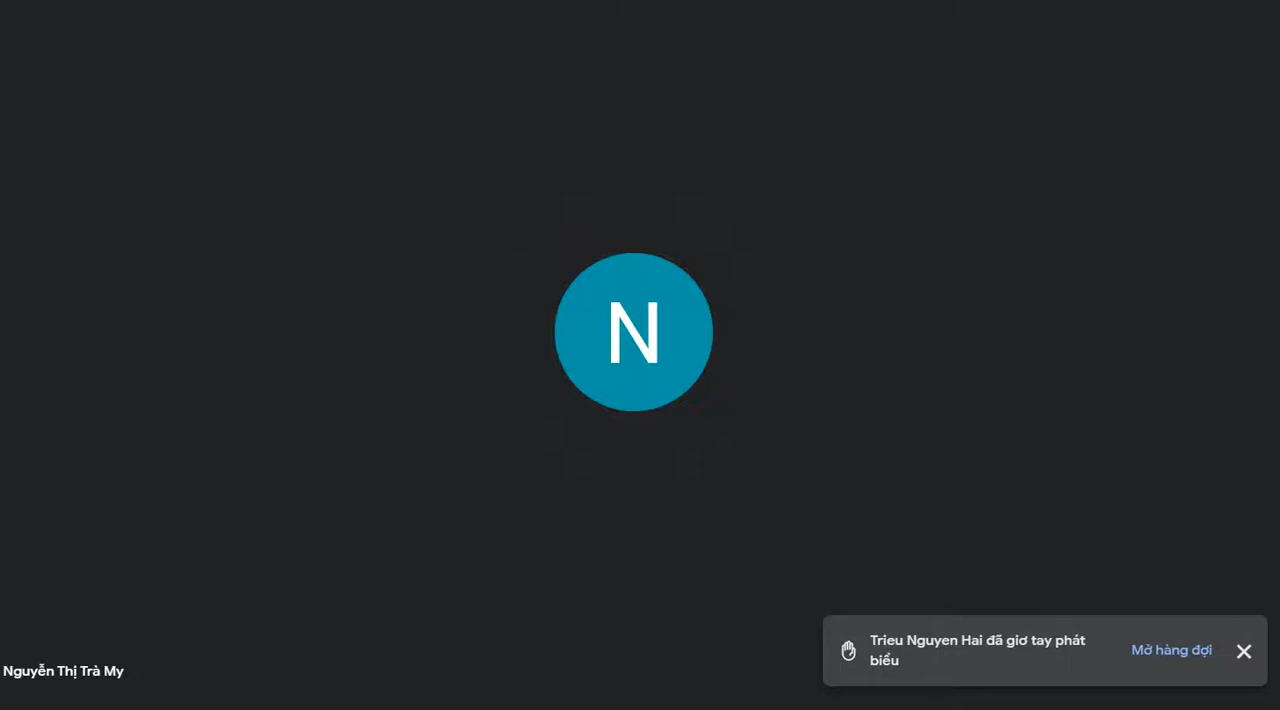 N
Trieu Nguyen Hai đã giơ tay phát
biểu
Mở hàng đợi
Nguyễn Thị Trà My